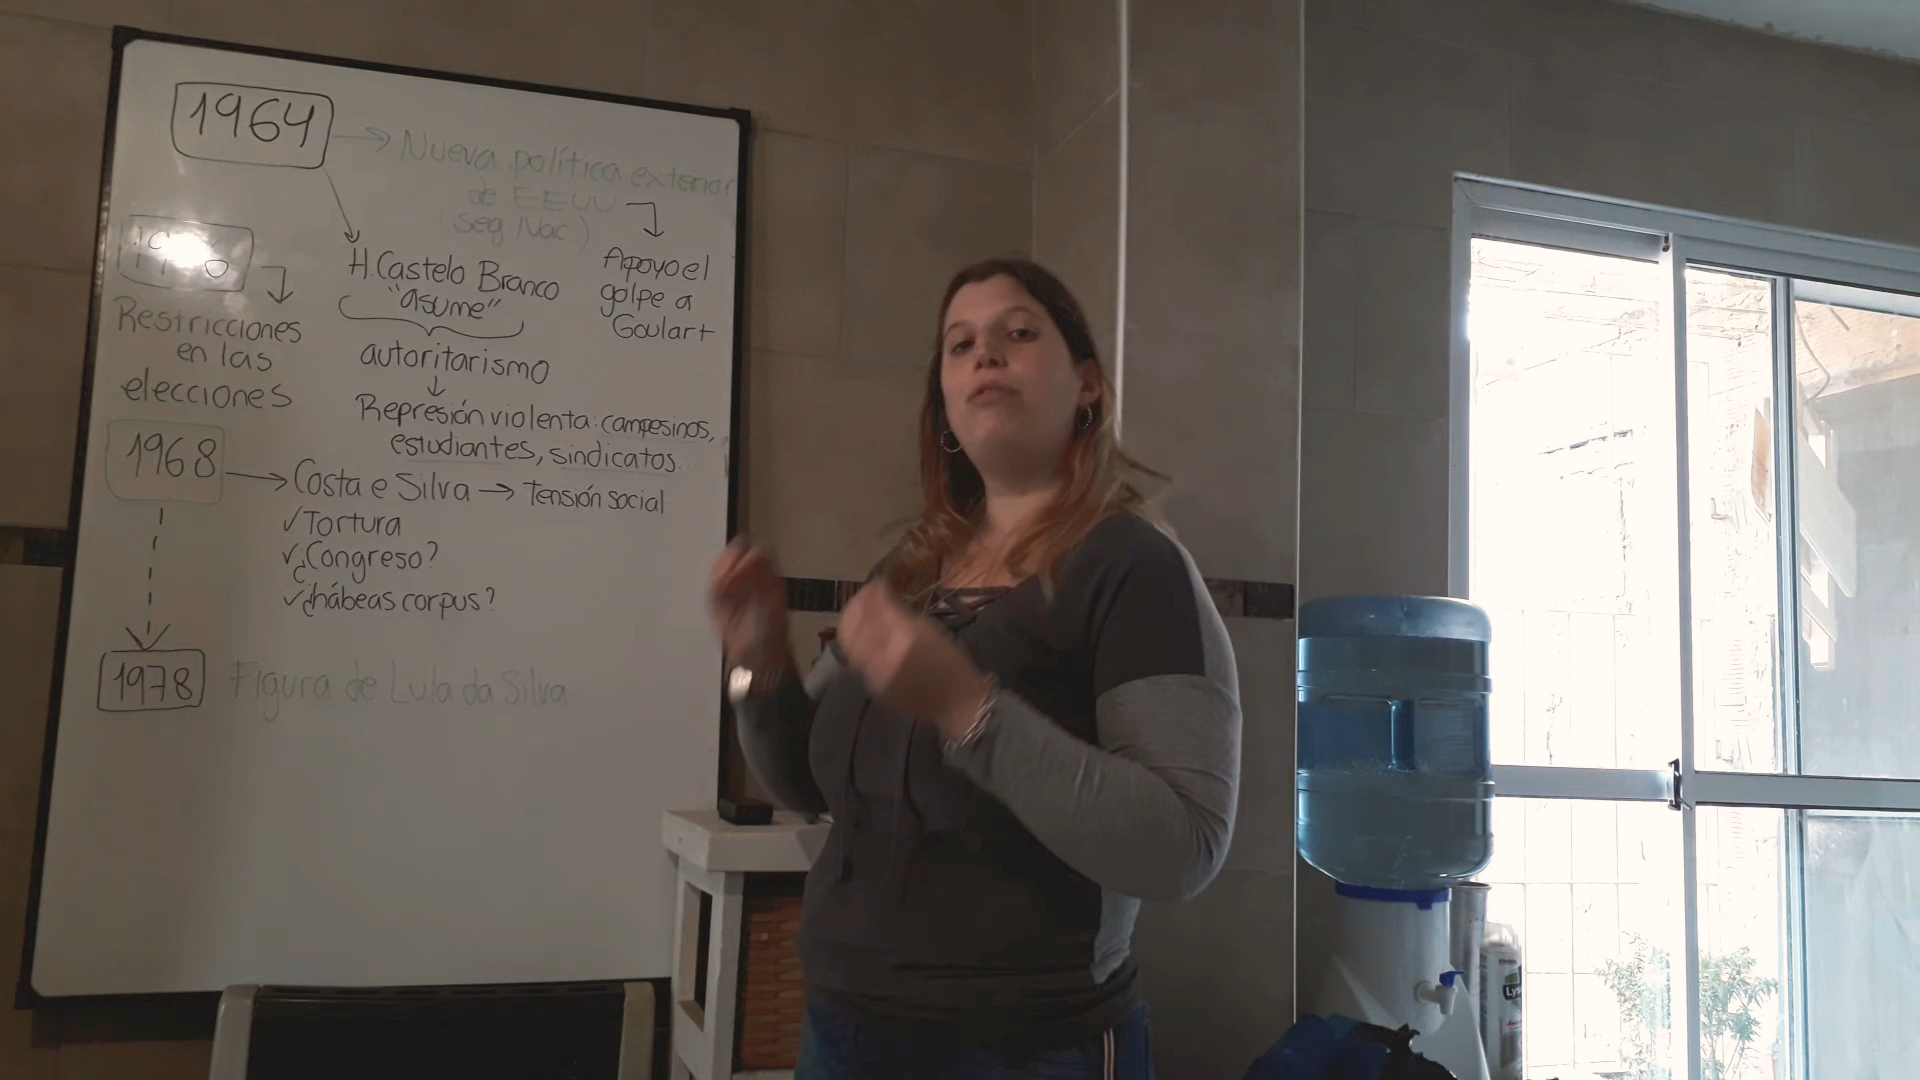 1964
Nueva política exterior
de EEUU
Seg Nac)
Apoyo el
golpe a
Goulart
H. Castelo Branco
"asume"
autoritarismo
Represión violenta: campesinos,
estudiantes, sindicatos...
Restricciones
en las
elecciones
1968
Costa e Silva → Tensión social
✓Tortura
✓¿Congreso?
✓¿hábeas corpus?
1978
Figura de Lula da Silva
Lys